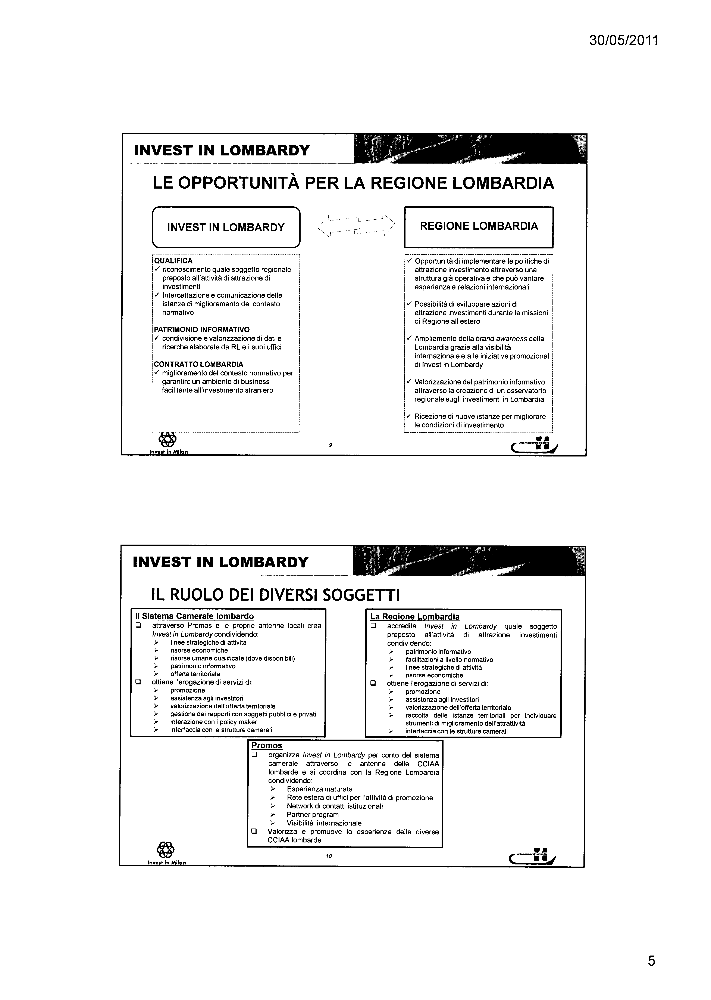 30/05/2011
INVEST IN LOMBARDY
LE OPPORTUNITÀ PER LA REGIONE LOMBARDIA
INVEST IN LOMBARDY
REGIONE LOMBARDIA
QUALIFICA
✓ riconoscimento quale soggetto regionale
preposto all'attività di attrazione di
investimenti
✓ Intercettazione e comunicazione delle
istanze di miglioramento del contesto
normativo
PATRIMONIO INFORMATIVO
✓ condivisione e valorizzazione di dati e
ricerche elaborate da RL e i suoi uffici
CONTRATTO LOMBARDIA
✓ miglioramento del contesto normativo per
garantire un ambiente di business
facilitante all'investimento straniero
✓ Opportunità di implementare le politiche di
attrazione investimento attraverso una
struttura già operativa e che può vantare
esperienza e relazioni internazionali
✓ Possibilità di sviluppare azioni di
attrazione investimenti durante le missioni
di Regione all'estero
✓ Ampliamento della brand awarness della
Lombardia grazie alla visibilità
internazionale e alle iniziative promozionali
di Invest in Lombardy
✓ Valorizzazione del patrimonio informativo
attraverso la creazione di un osservatorio
regionale sugli investimenti in Lombardia
✓ Ricezione di nuove istanze per migliorare
le condizioni di investimento
Invest in Milan
9
unioncamerelombardia
INVEST IN LOMBARDY
IL RUOLO DEI DIVERSI SOGGETTI
Il Sistema Camerale lombardo
❑ attraverso Promos e le proprie antenne locali crea
Invest in Lombardy condividendo:
➢ linee strategiche di attività
➢ risorse economiche
➢ risorse umane qualificate (dove disponibili)
➢ patrimonio informativo
➢ offerta territoriale
❑ ottiene l'erogazione di servizi di:
➢ promozione
➢ assistenza agli investitori
➢ valorizzazione dell'offerta territoriale
➢ gestione dei rapporti con soggetti pubblici e privati
➢ interazione con i policy maker
➢ interfaccia con le strutture camerali
La Regione Lombardia
❑ accredita Invest in Lombardy quale soggetto
preposto all'attività di attrazione investimenti
condividendo:
➢ patrimonio informativo
➢ facilitazioni a livello normativo
➢ linee strategiche di attività
➢ risorse economiche
❑ ottiene l'erogazione di servizi di:
➢ promozione
➢ assistenza agli investitori
➢ valorizzazione dell'offerta territoriale
➢ raccolta delle istanze territoriali per individuare
strumenti di miglioramento dell'attrattività
➢ interfaccia con le strutture camerali
Promos
❑ organizza Invest in Lombardy per conto del sistema
camerale attraverso le antenne delle CCIAA
lombarde e si coordina con la Regione Lombardia
condividendo:
➢ Esperienza maturata
➢ Rete estera di uffici per l'attività di promozione
➢ Network di contatti istituzionali
➢ Partner program
➢ Visibilità internazionale
❑ Valorizza e promuove le esperienze delle diverse
CCIAA lombarde
Invest in Milan
10
unioncamerelombardia
5